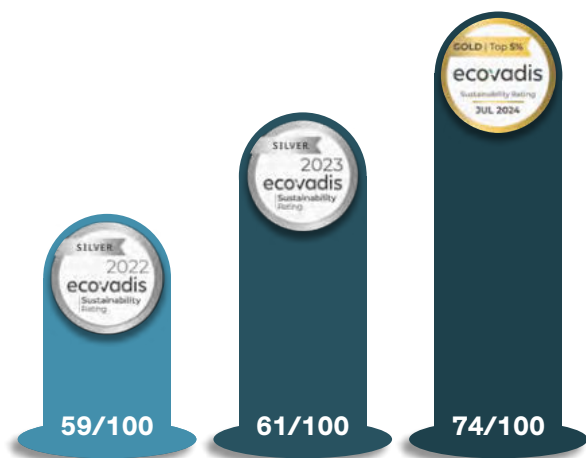 SILVER
2022
ecovadis
Sustainability
Rating
59/100
SILVER
2023
ecovadis
Sustainability
Rating
61/100
GOLD | Top 5%
ecovadis
Sustainability Rating
JUL 2024
74/100